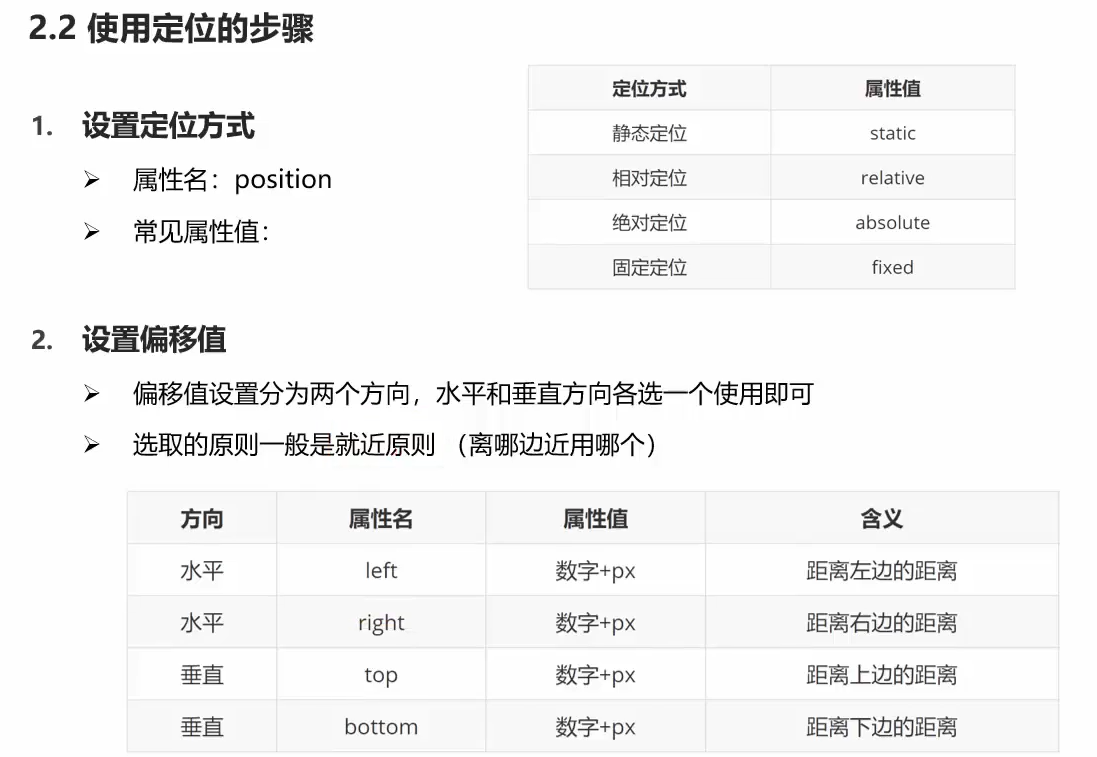 2.2 使用定位的步骤
1. 设置定位方式
➢ 属性名：position
➢ 常见属性值：
定位方式 属性值
静态定位 static
相对定位 relative
绝对定位 absolute
固定定位 fixed
2. 设置偏移值
➢ 偏移值设置分为两个方向，水平和垂直方向各选一个使用即可
➢ 选取的原则一般是就近原则 （离哪边近用哪个）
方向 属性名 属性值 含义
水平 left 数字+px 距离左边的距离
水平 right 数字+px 距离右边的距离
垂直 top 数字+px 距离上边的距离
垂直 bottom 数字+px 距离下边的距离